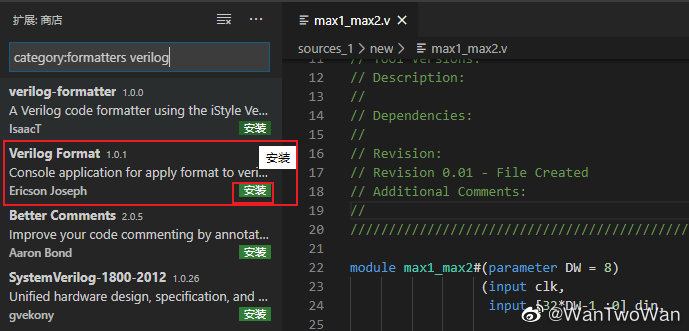 扩展: 商店
category:formatters verilog
verilog-formatter 1.0.0
A Verilog code formatter using the iStyle Ve...
IsaacT
安装
Verilog Format 1.0.1
安装
Console application for apply format to veri...
Ericson Joseph
安装
Better Comments 2.0.5
Improve your code commenting by annotat...
Aaron Bond
安装
SystemVerilog-1800-2012 1.0.26
Unified hardware design, specification, and ...
gvekony
安装
max1_max2.v
sources_1 > new > max1_max2.v
11 // Tool Versions:
12 // Description:
13 //
14 // Dependencies:
15 //
16 // Revision:
17 // Revision 0.01 - File Created
18 // Additional Comments:
19 //
20 ////////////////////////////////////////////
21
22 module max1_max2#(parameter DW = 8)
23 (input clk,
24 input [32*DW-1 :0] din,
@WanTwoWan